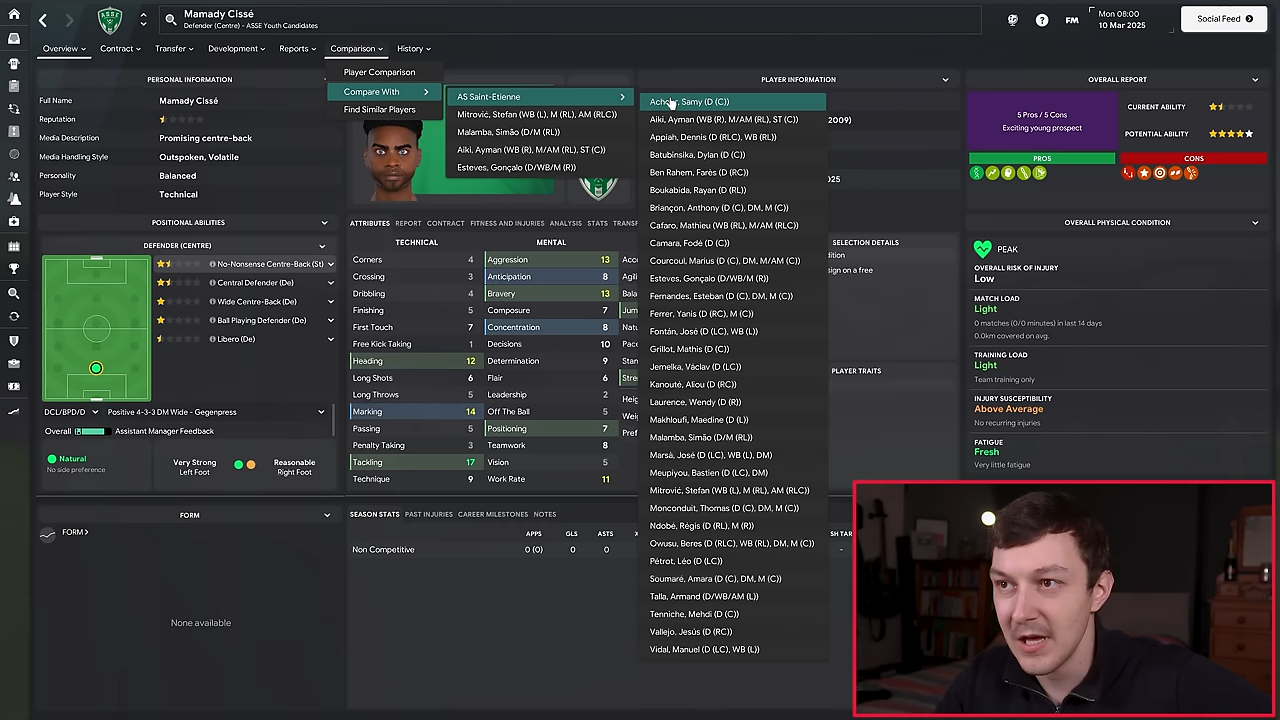 Mamady Cissé
Defender (Centre) - ASSE Youth Candidates
FM
Mon 08:00
10 Mar 2025
Social Feed
Overview
Contract
Transfer
Development
Reports
Comparison
History
Player Comparison
Compare With
Find Similar Players
AS Saint-Etienne
Mitrović, Stefan (WB (L), M (RL), AM (RLC))
Malamba, Simão (D/M (RL))
Aiki, Ayman (WB (R), M/AM (RL), ST (C))
Esteves, Gonçalo (D/WB/M (R))
Samy (D (C))
Aiki, Ayman (WB (R), M/AM (RL), ST (C))
Appiah, Dennis (D (RLC), WB (RL))
Batubinsika, Dylan (D (C))
Ben Rahem, Farès (D (RC))
Boukabida, Rayan (D (RL))
Briançon, Anthony (D (C), DM, M (C))
Cafaro, Mathieu (WB (RL), M/AM (RLC))
Camara, Fodé (D (C))
Courcoul, Marius (D (C), DM, M/AM (C))
Esteves, Gonçalo (D/WB/M (R))
Fernandes, Esteban (D (C), DM, M (C))
Ferrer, Yanis (D (RC), M (C))
Fontán, José (D (LC), WB (L))
Grillot, Mathis (D (C))
Jemelka, Václav (D (LC))
Kanouté, Aliou (D (RC))
Laurence, Wendy (D (R))
Makhloufi, Maedine (D (L))
Malamba, Simão (D/M (RL))
Marsà, José (D (LC), WB (L), DM)
Meupiyou, Bastien (D (LC), DM)
Mitrović, Stefan (WB (L), M (RL), AM (RLC))
Monconduit, Thomas (D (C), DM, M (C))
Ndobé, Régis (D (RL), M (R))
Owusu, Beres (D (RLC), WB (RL), DM, M (C))
Pétrot, Léo (D (LC))
Soumaré, Amara (D (C), DM, M (C))
Talla, Armand (D/WB/AM (L))
Tenniche, Mehdi (D (C))
Vallejo, Jesús (D (RC))
Vidal, Manuel (D (LC), WB (L))
PERSONAL INFORMATION
Full Name Mamady Cissé
Reputation
Media Description Promising centre-back
Media Handling Style Outspoken, Volatile
Personality Balanced
Player Style Technical
POSITIONAL ABILITIES
DEFENDER (CENTRE)
No-Nonsense Centre-Back (St)
Central Defender (De)
Wide Centre-Back (De)
Ball Playing Defender (De)
Libero (De)
DCL/BPD/D Positive 4-3-3 DM Wide - Gegenpress
Overall Assistant Manager Feedback
Natural
No side preference
Very Strong
Left Foot
Reasonable
Right Foot
FORM
FORM
None available
ATTRIBUTES REPORT CONTRACT FITNESS AND INJURIES ANALYSIS STATS TRANSF
TECHNICAL
Corners 4
Crossing 3
Dribbling 4
Finishing 5
First Touch 7
Free Kick Taking 1
Heading 12
Long Shots 6
Long Throws 5
Marking 14
Passing 5
Penalty Taking 3
Tackling 17
Technique 9
MENTAL
Aggression 13
Anticipation 8
Bravery 13
Composure 7
Concentration 8
Decisions 10
Determination 9
Flair 6
Leadership 2
Off The Ball 5
Positioning 7
Teamwork 8
Vision 5
Work Rate 11
SEASON STATS PAST INJURIES CAREER MILESTONES NOTES
APPS GLS ASTS
Non Competitive 0 (0) 0 0
PLAYER INFORMATION
2009)
SELECTION DETAILS
sign on a free
PLAYER TRAITS
OVERALL REPORT
5 Pros / 5 Cons
Exciting young prospect
CURRENT ABILITY
POTENTIAL ABILITY
PROS
CONS
OVERALL PHYSICAL CONDITION
PEAK
OVERALL RISK OF INJURY
Low
MATCH LOAD
Light
0 matches (0/0 minutes) in last 14 days
0.0km covered on avg.
TRAINING LOAD
Light
Team training only
INJURY SUSCEPTIBILITY
Above Average
No recurring injuries
FATIGUE
Fresh
Very little fatigue